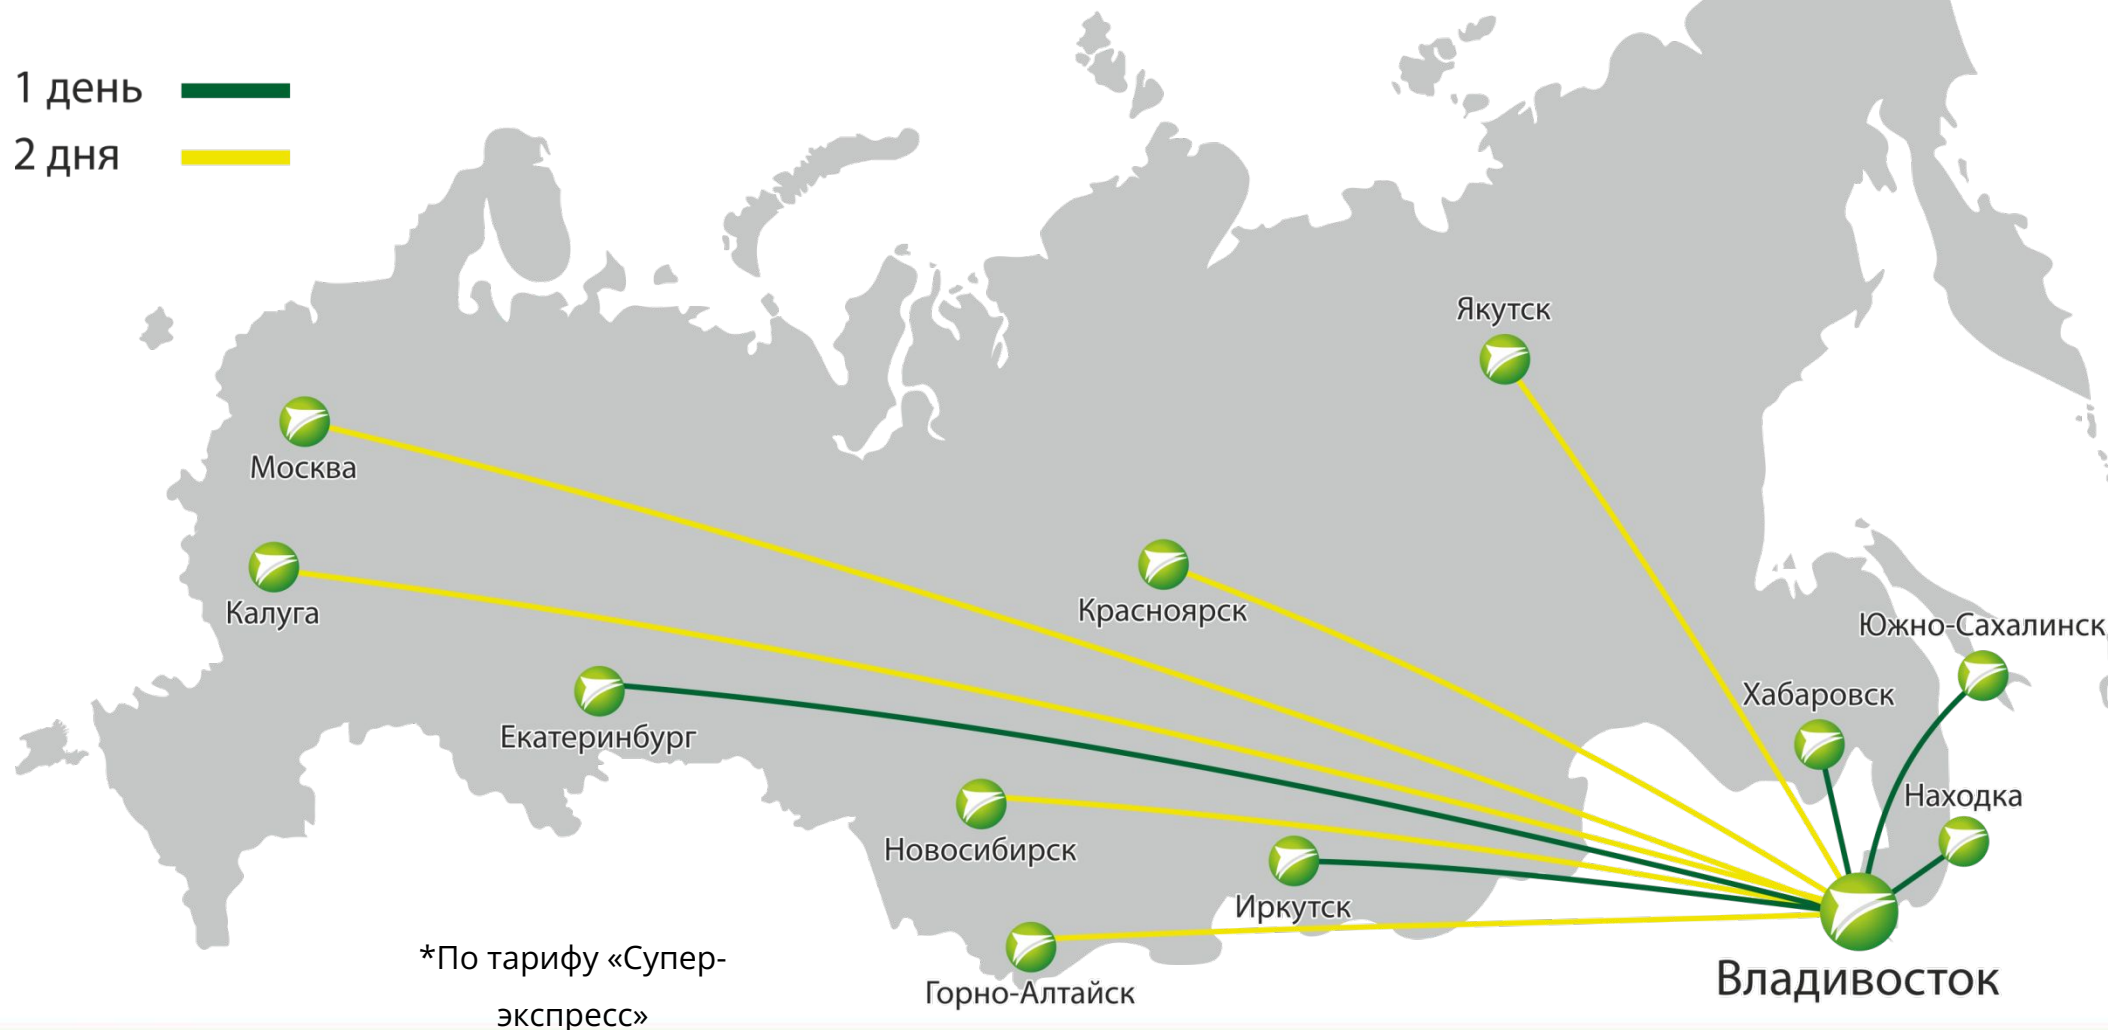 1 день
2 дня
Якутск
Москва
Красноярск
Калуга
Южно-Сахалинск
Хабаровск
Екатеринбург
Находка
Новосибирск
Иркутск
*По тарифу «Супер-
экспресс»
Горно-Алтайск
Владивосток